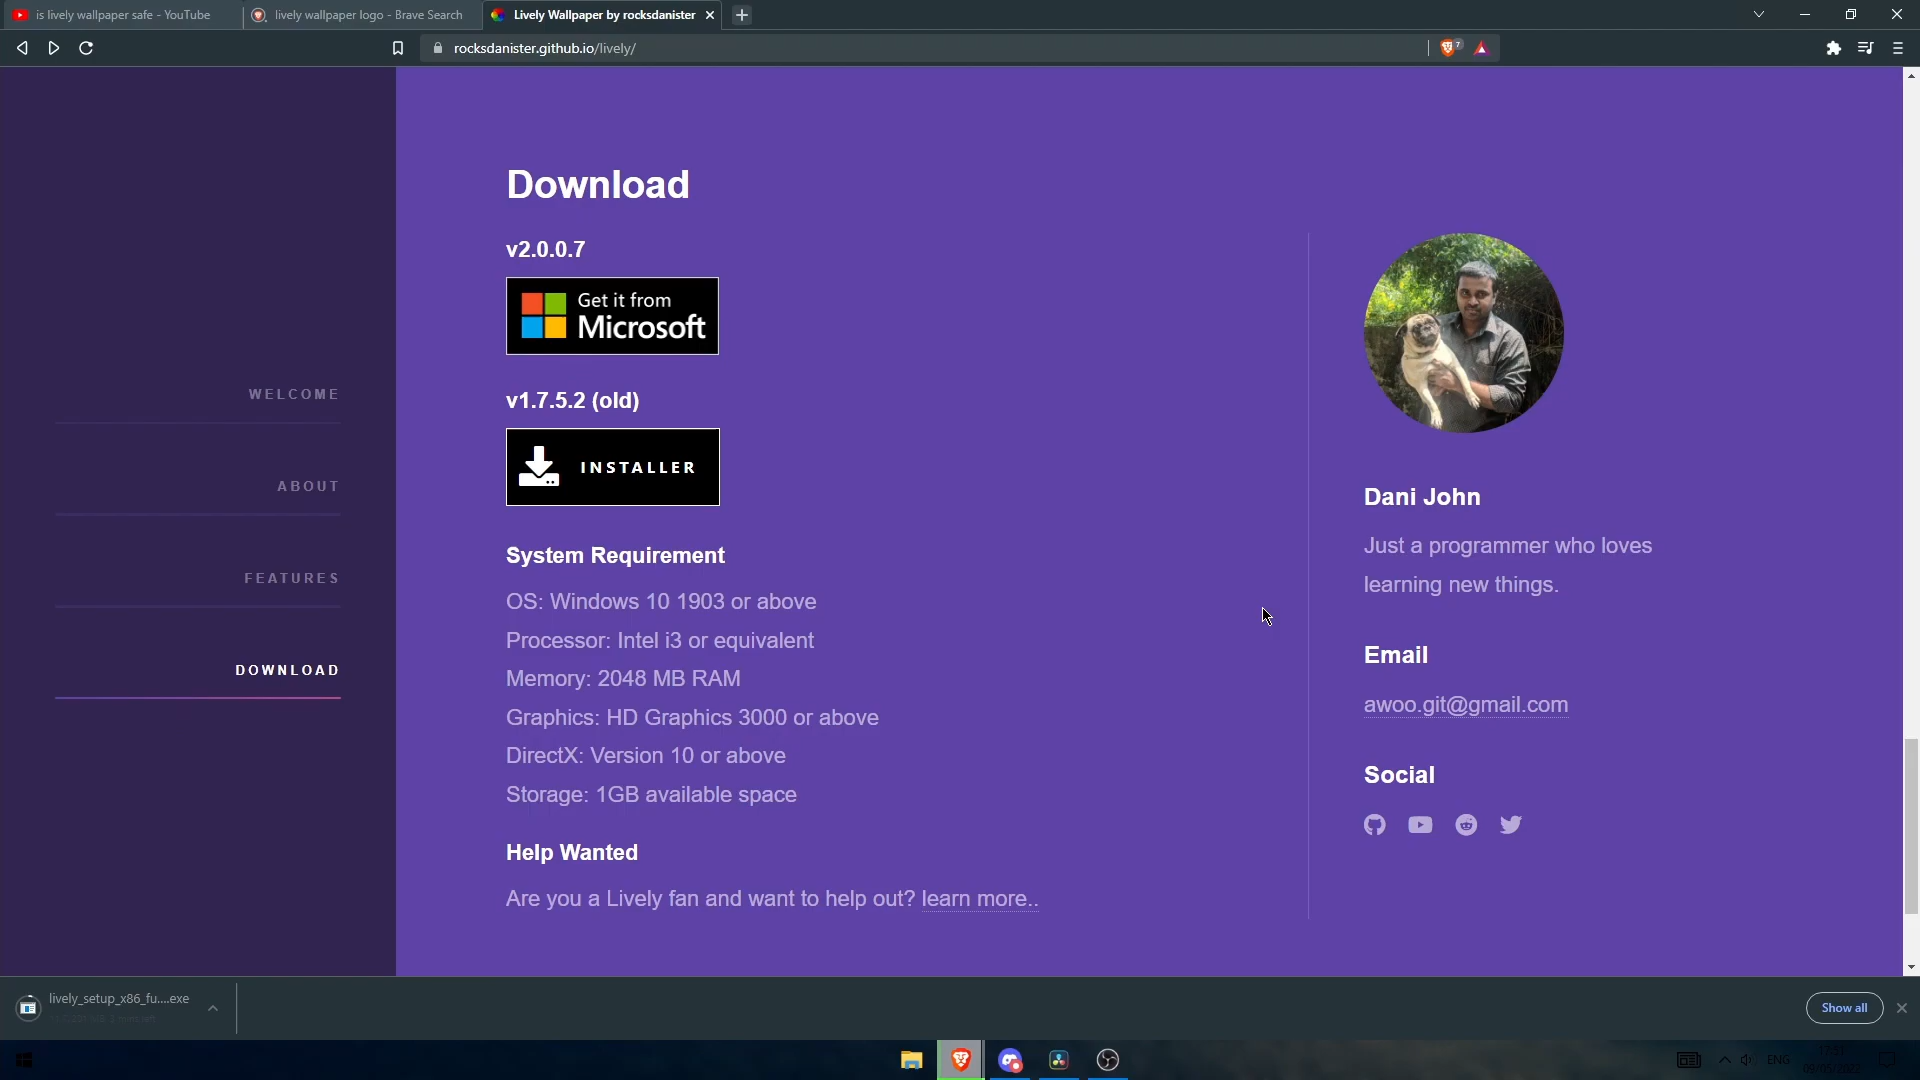 is lively wallpaper safe - YouTube
lively wallpaper logo - Brave Search
Lively Wallpaper by rocksdanister
rocksdanister.github.io/lively/
7
WELCOME
ABOUT
FEATURES
DOWNLOAD
Download
v2.0.0.7
Get it from
Microsoft
v1.7.5.2 (old)
INSTALLER
System Requirement
OS: Windows 10 1903 or above
Processor: Intel i3 or equivalent
Memory: 2048 MB RAM
Graphics: HD Graphics 3000 or above
DirectX: Version 10 or above
Storage: 1GB available space
Help Wanted
Are you a Lively fan and want to help out? learn more..
Dani John
Just a programmer who loves
learning new things.
Email
awoo.git@gmail.com
Social
lively_setup_x86_fu....exe
Show all
ENG